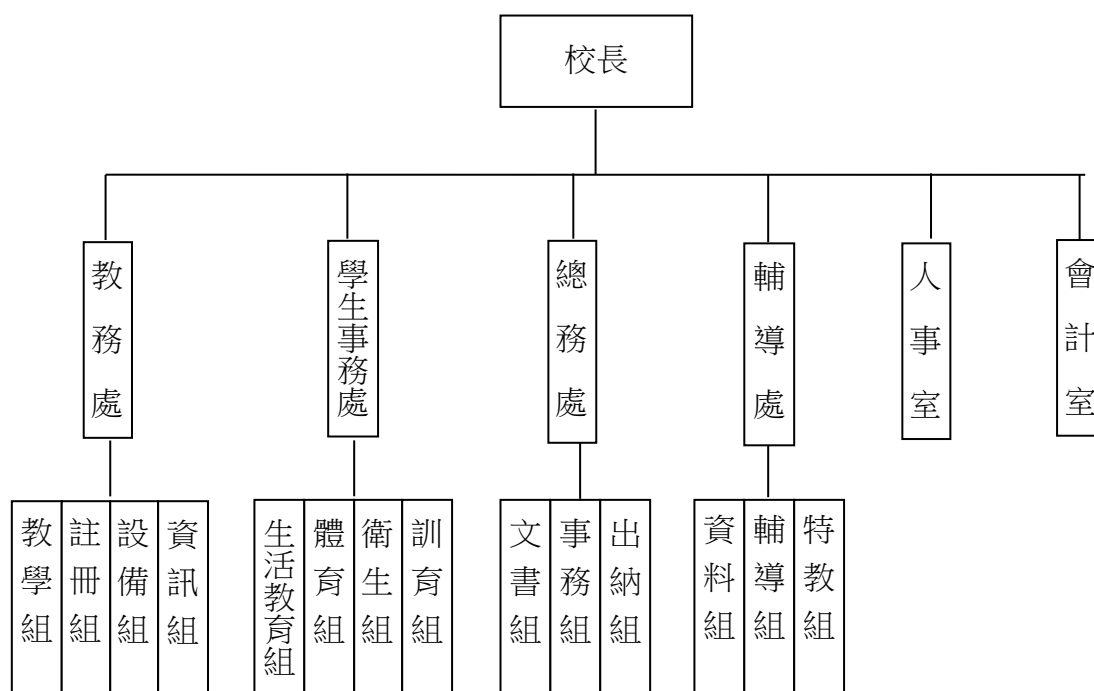 校長
教務處
學生事務處
總務處
輔導處
人事室
會計室
教學組
註冊組
設備組
資訊組
生活教育組
體育組
衛生組
訓育組
文書組
事務組
出納組
資料組
輔導組
特教組